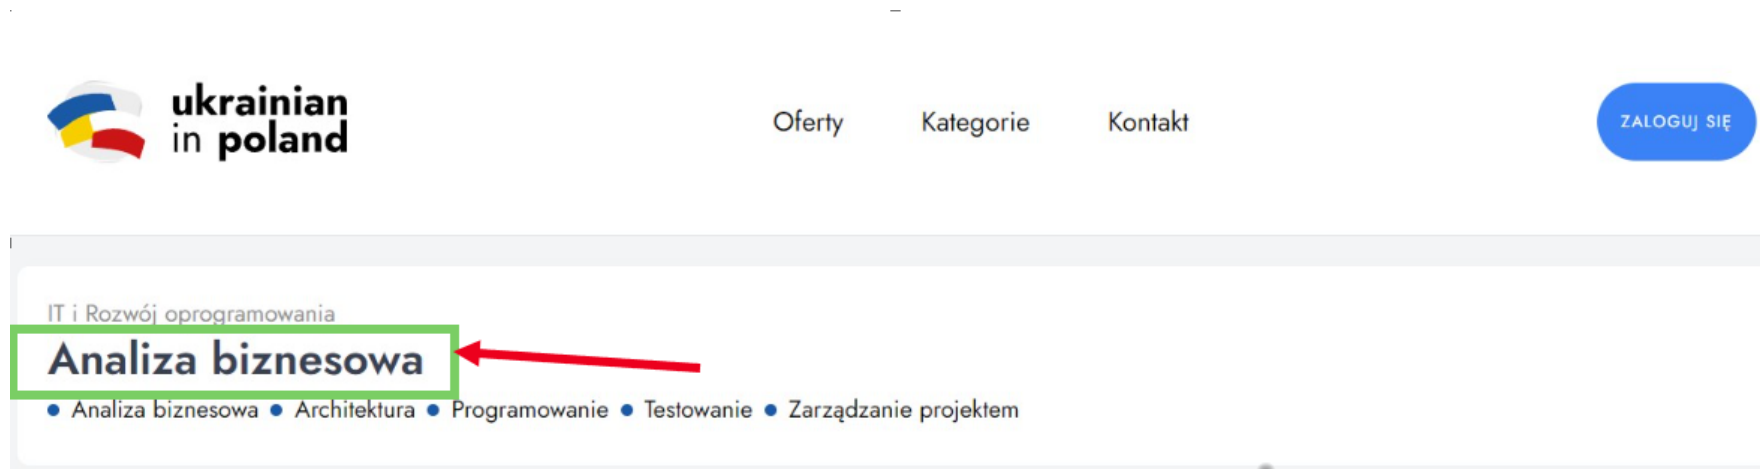 ukrainian
in poland
Oferty Kategorie Kontakt ZALOGUJ SIĘ
IT i Rozwój oprogramowania
Analiza biznesowa
Analiza biznesowa Architektura Programowanie Testowanie Zarządzanie projektem